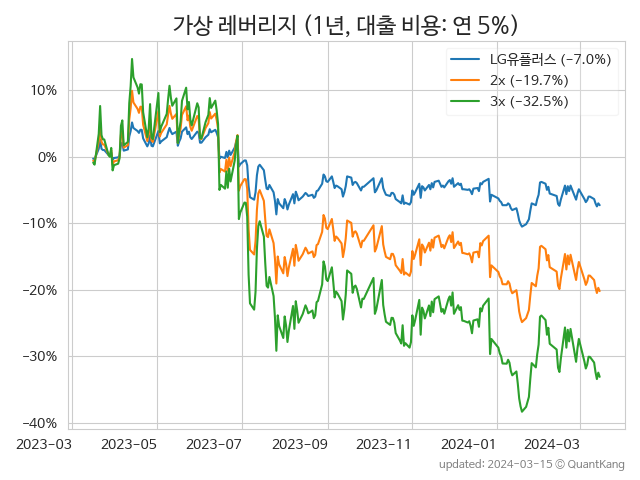 가상 레버리지 (1년, 대출 비용: 연 5%)
LG유플러스 (−7.0%)
2x (−19.7%)
3x (−32.5%)
10%
0%
−10%
−20%
−30%
−40%
2023-03 2023-05 2023-07 2023-09 2023-11 2024-01 2024-03
updated: 2024-03-15 © QuantKang